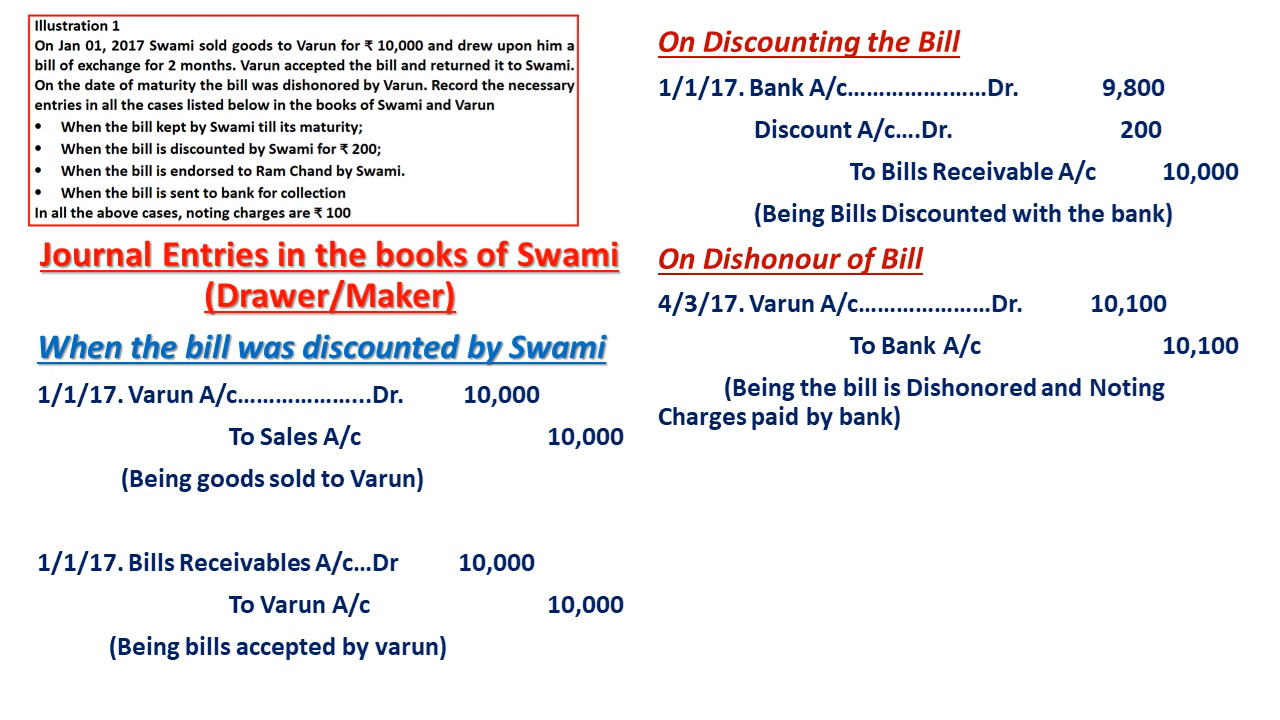 Illustration 1
On Jan 01, 2017 Swami sold goods to Varun for ₹ 10,000 and drew upon him a
bill of exchange for 2 months. Varun accepted the bill and returned it to Swami.
On the date of maturity the bill was dishonored by Varun. Record the necessary
entries in all the cases listed below in the books of Swami and Varun
• When the bill kept by Swami till its maturity;
• When the bill is discounted by Swami for ₹ 200;
• When the bill is endorsed to Ram Chand by Swami.
• When the bill is sent to bank for collection
In all the above cases, noting charges are ₹ 100
Journal Entries in the books of Swami
(Drawer/Maker)
When the bill was discounted by Swami
1/1/17. Varun A/c………………...Dr. 10,000
To Sales A/c 10,000
(Being goods sold to Varun)
1/1/17. Bills Receivables A/c…Dr 10,000
To Varun A/c 10,000
(Being bills accepted by varun)
On Discounting the Bill
1/1/17. Bank A/c…………….……Dr. 9,800
Discount A/c….Dr. 200
To Bills Receivable A/c 10,000
(Being Bills Discounted with the bank)
On Dishonour of Bill
4/3/17. Varun A/c…………………Dr. 10,100
To Bank A/c 10,100
(Being the bill is Dishonored and Noting
Charges paid by bank)